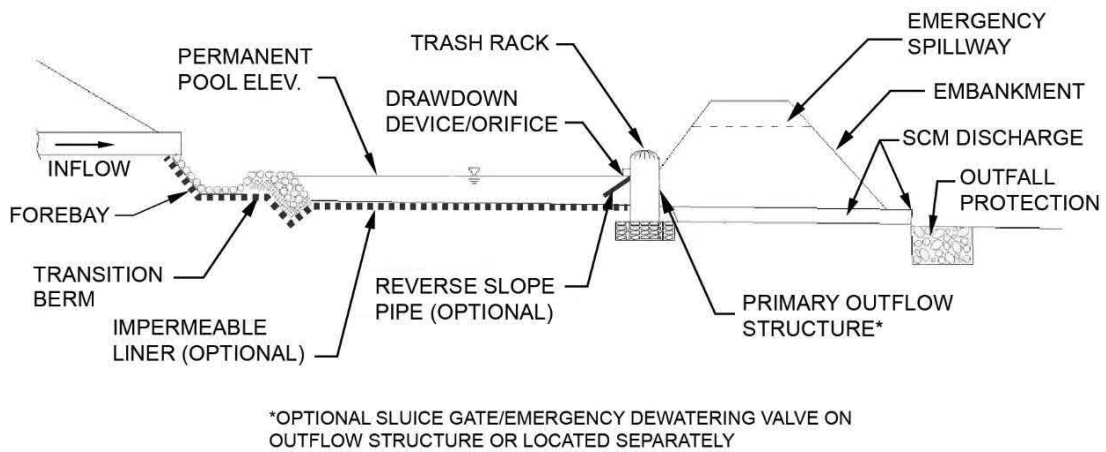 EMERGENCY
SPILLWAY
TRASH RACK
PERMANENT
POOL ELEV.
DRAWDOWN
DEVICE/ORIFICE
EMBANKMENT
SCM DISCHARGE
INFLOW
OUTFALL
PROTECTION
FOREBAY
TRANSITION
BERM
REVERSE SLOPE
PIPE (OPTIONAL)
PRIMARY OUTFLOW
STRUCTURE*
IMPERMEABLE
LINER (OPTIONAL)
*OPTIONAL SLUICE GATE/EMERGENCY DEWATERING VALVE ON
OUTFLOW STRUCTURE OR LOCATED SEPARATELY